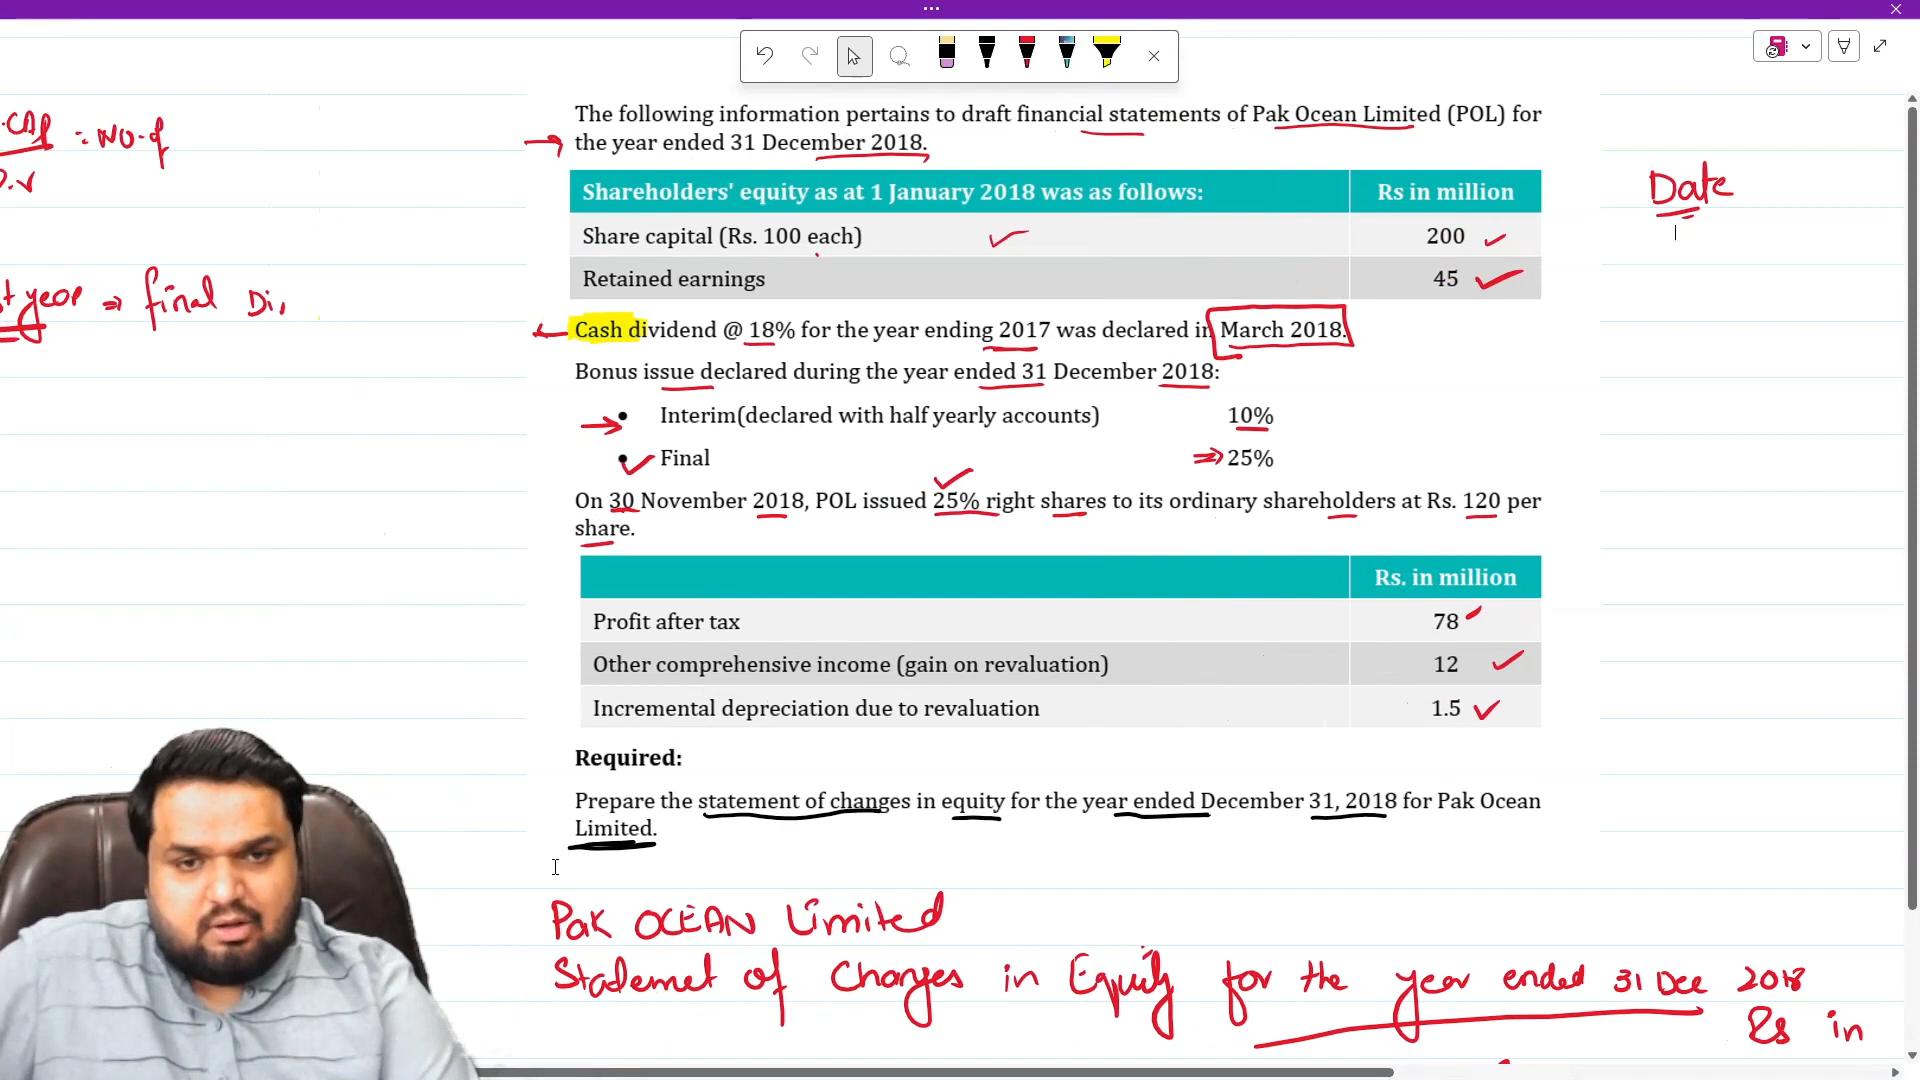 The following information pertains to draft financial statements of Pak Ocean Limited (POL) for
the year ended 31 December 2018.
Shareholders' equity as at 1 January 2018 was as follows: Rs in million
Share capital (Rs. 100 each) 200
Retained earnings 45
Cash dividend @ 18% for the year ending 2017 was declared in March 2018.
Bonus issue declared during the year ended 31 December 2018:
• Interim(declared with half yearly accounts) 10%
• Final ⇒ 25%
On 30 November 2018, POL issued 25% right shares to its ordinary shareholders at Rs. 120 per
share.
Rs. in million
Profit after tax 78
Other comprehensive income (gain on revaluation) 12
Incremental depreciation due to revaluation 1.5
Required:
Prepare the statement of changes in equity for the year ended December 31, 2018 for Pak Ocean
Limited.
: NO. of
year ⇒ final Di,
Date
Pak OCEAN Limited
Statemet of Changes in Equity for the year ended 31 Dec 2018
Rs in